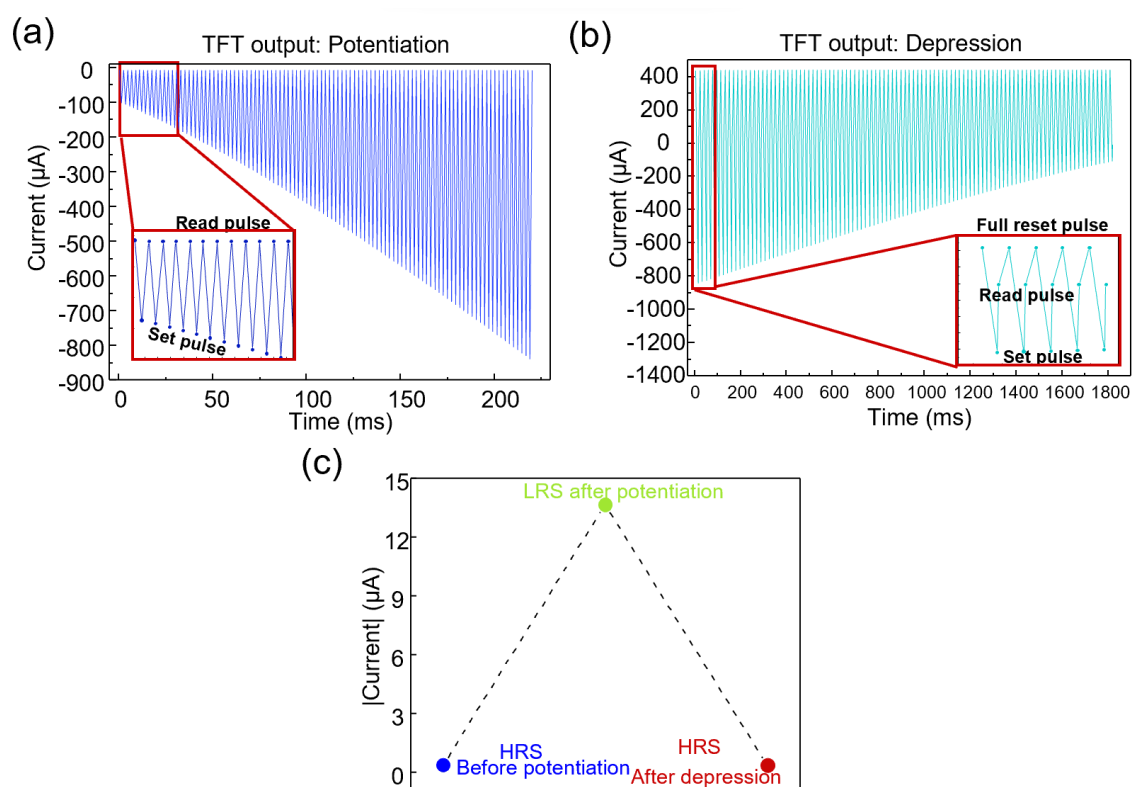 (a)
TFT output: Potentiation
Current (µA)
0
-100
-200
-300
-400
-500
-600
-700
-800
-900
Read pulse
Set pulse
0
50
100
150
200
Time (ms)
(b)
TFT output: Depression
Current (µA)
400
200
0
-200
-400
-600
-800
-1000
-1200
-1400
Full reset pulse
Read pulse
Set pulse
0
200
400
600
800
1000
1200
1400
1600
1800
Time (ms)
(c)
|Current| (µA)
15
12
9
6
3
0
LRS after potentiation
HRS
Before potentiation
HRS
After depression